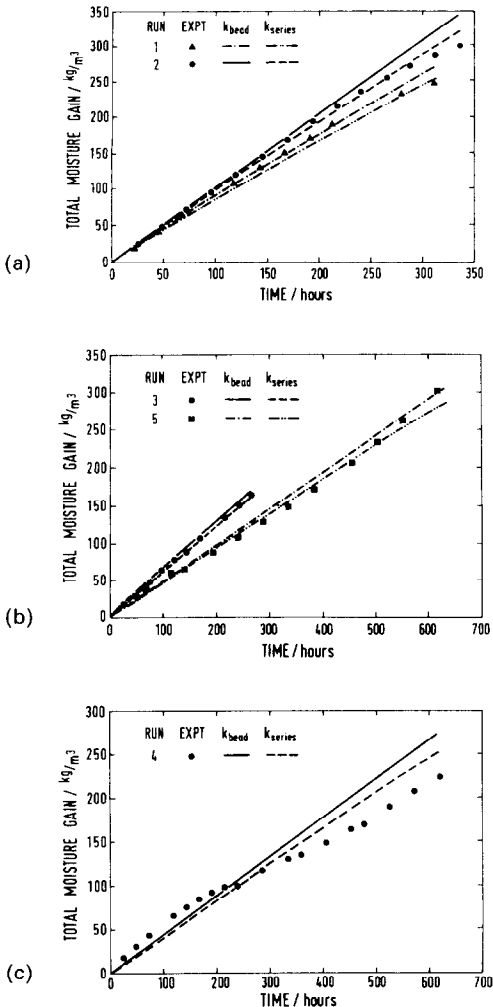 (a)
TOTAL MOISTURE GAIN / kg/m³
350
300
250
200
150
100
50
0
RUN EXPT kbead kseries
1
2
0 50 100 150 200 250 300 350
TIME / hours
(b)
TOTAL MOISTURE GAIN / kg/m³
350
300
250
200
150
100
50
0
RUN EXPT kbead kseries
3
5
0 100 200 300 400 500 600 700
TIME / hours
(c)
TOTAL MOISTURE GAIN / kg/m³
300
250
200
150
100
50
0
RUN EXPT kbead kseries
4
0 100 200 300 400 500 600 700
TIME / hours